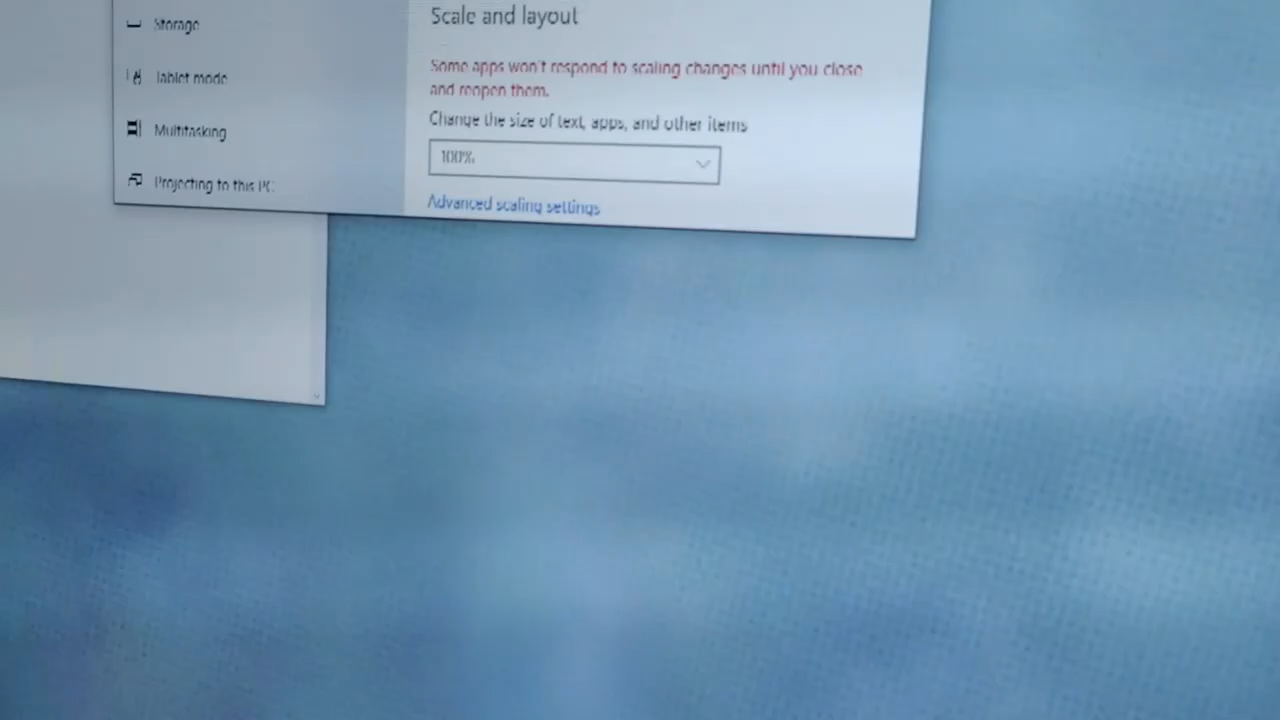 Storage
Tablet mode
Multitasking
Projecting to this PC
Scale and layout
Some apps won't respond to scaling changes until you close
and reopen them.
Change the size of text, apps, and other items
100%
Advanced scaling settings